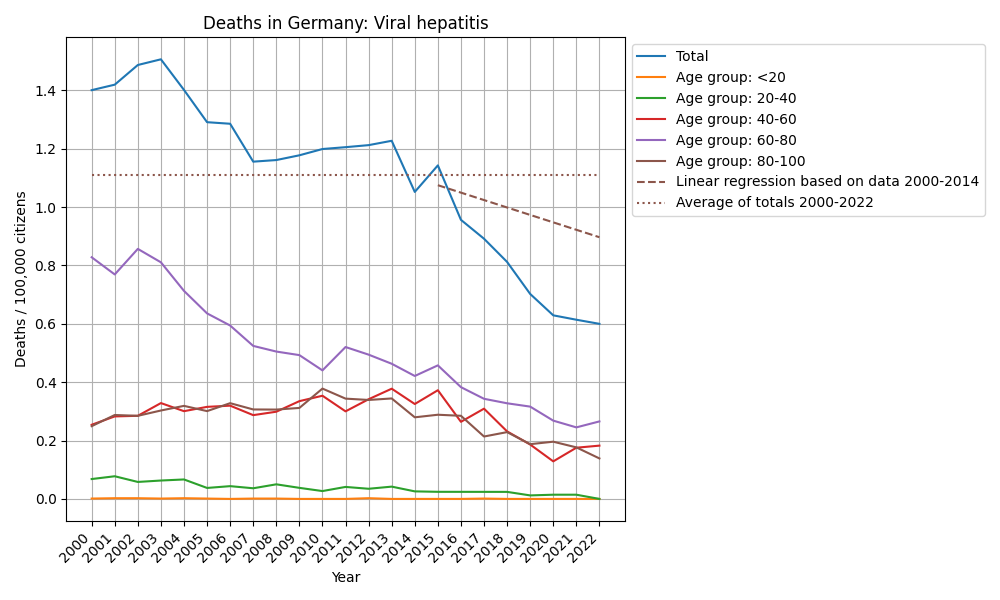 Deaths in Germany: Viral hepatitis
Total
Age group: <20
Age group: 20-40
Age group: 40-60
Age group: 60-80
Age group: 80-100
Linear regression based on data 2000-2014
Average of totals 2000-2022
Deaths / 100,000 citizens
1.4
1.2
1.0
0.8
0.6
0.4
0.2
0.0
2000 2001 2002 2003 2004 2005 2006 2007 2008 2009 2010 2011 2012 2013 2014 2015 2016 2017 2018 2019 2020 2021 2022
Year